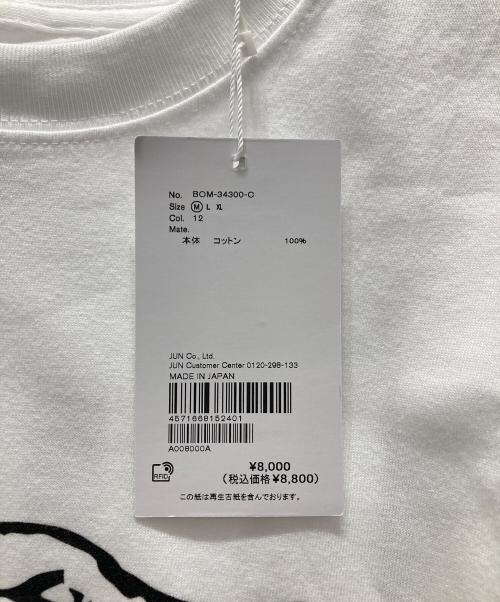 No. BOM-34300-C
Size M L XL
Col. 12
Mate.
本体 コットン 100%
JUN Co., Ltd.
JUN Customer Center 0120-298-133
MADE IN JAPAN
4571668152401
A008000A
RFID
¥8,000
(税込価格¥8,800)
この紙は再生古紙を含んでおります。